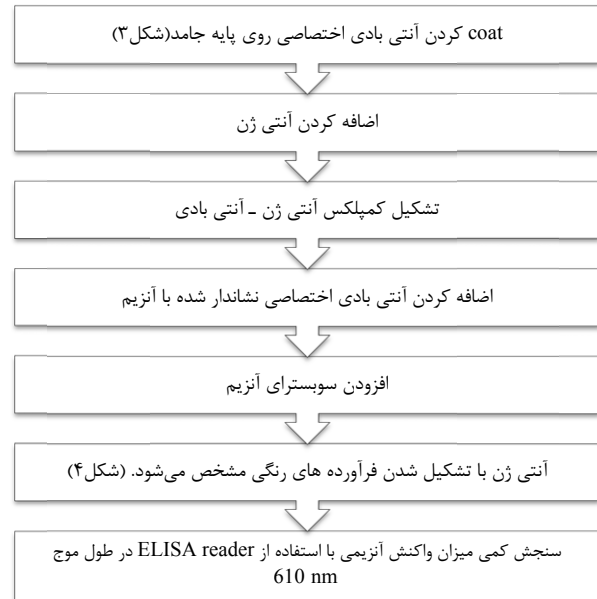 coat کردن آنتی بادی اختصاصی روی پایه جامد(شکل۳)
اضافه کردن آنتی ژن
تشکیل کمپلکس آنتی ژن ـ آنتی بادی
اضافه کردن آنتی بادی اختصاصی نشاندار شده با آنزیم
افزودن سوبسترای آنزیم
آنتی ژن با تشکیل شدن فرآورده های رنگی مشخص می‌شود. (شکل۴)
سنجش کمی میزان واکنش آنزیمی با استفاده از ELISA reader در طول موج
610 nm